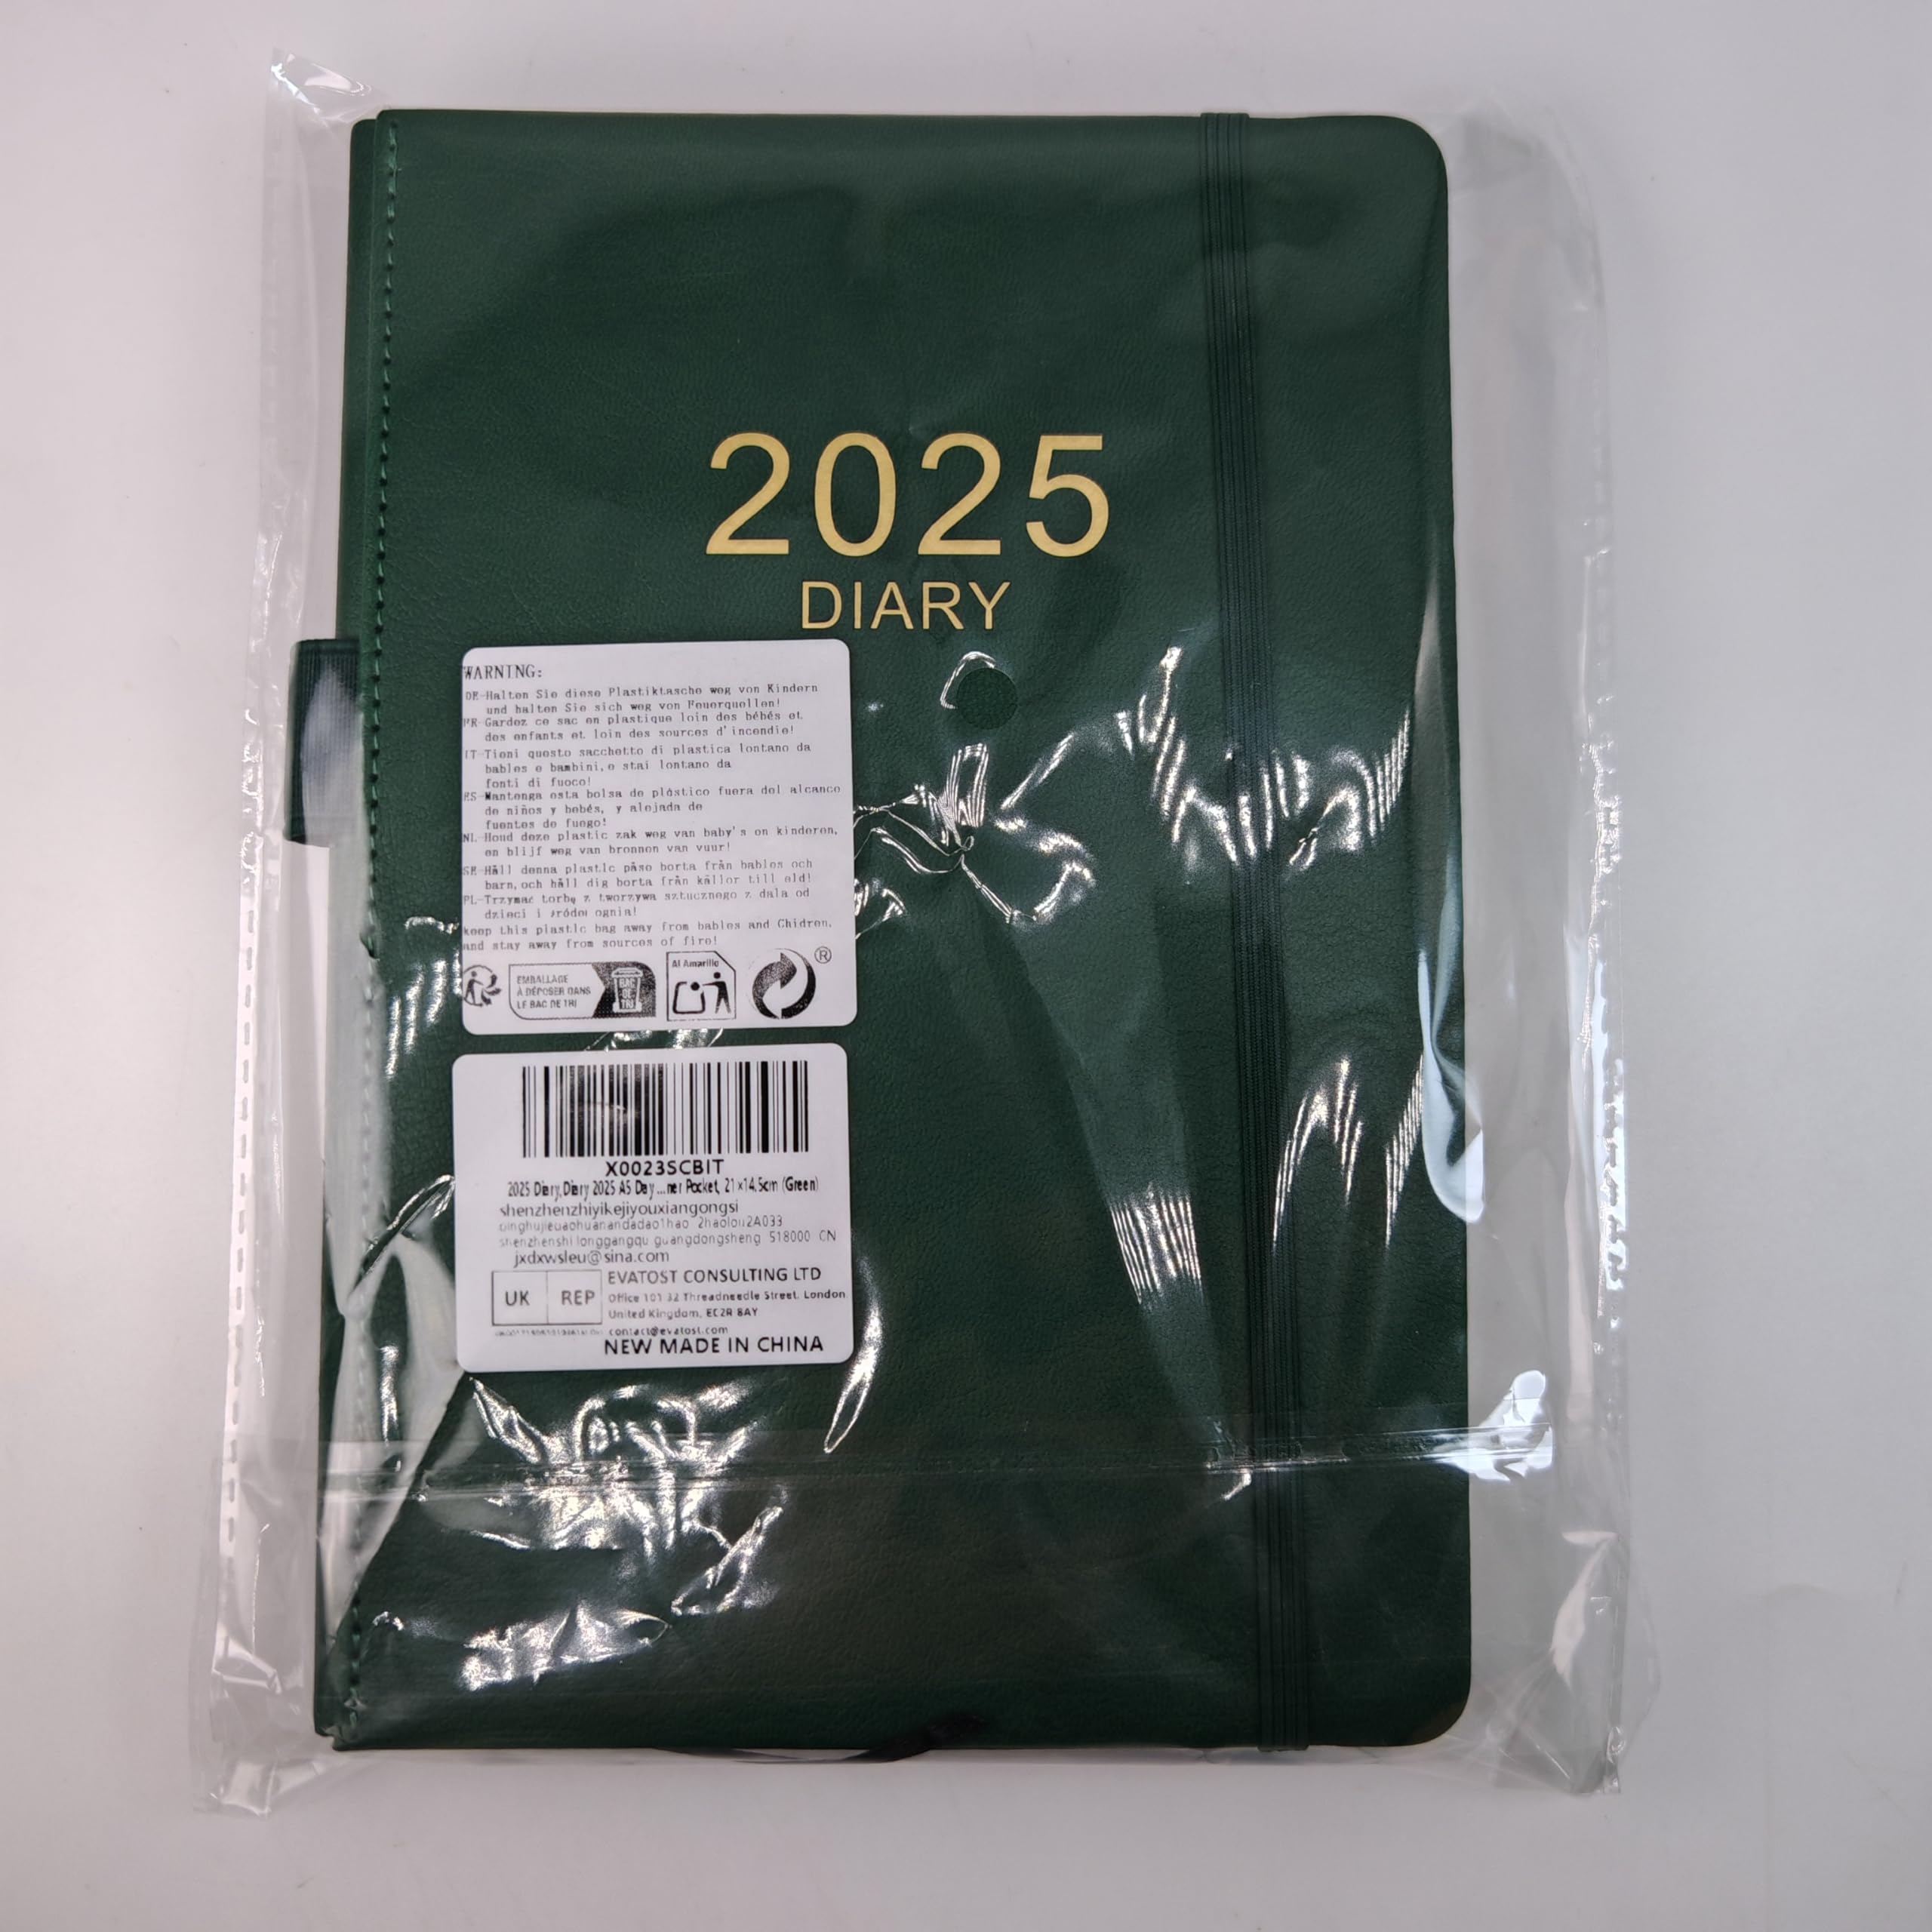 2025
DIARY
WARNING:
DE-Halten Sie diese Plastiktasche weg von Kindern
und halten Sie sich weg von Feuerquellen!
FR-Gardez ce sac en plastique loin des bébés et
des enfants et loin des sources d'incendie!
IT-Tieni questo sacchetto di plastica lontano da
babies e bambini,e stai lontano da
fonti di fuoco!
ES-Mantenga esta bolsa de plástico fuera del alcance
de niños y bebés, y alejada de
fuentes de fuego!
NL-Houd deze plastic zak weg van baby's en kinderen,
en blijf weg van bronnen van vuur!
SE-Håll denna plastic påse borta från babies och
barn,och håll dig borta från källor till eld!
PL-Trzymać torbę z tworzywa sztucznego z dala od
dzieci i źródeł ognia!
keep this plastic bag away from babies and Chidren,
and stay away from sources of fire!
EMBALLAGE
À DÉPOSER DANS
LE BAC DE TRI
BAC
DE
TRI
Al Amarillo
®
X0023SCBIT
2025 Diary,Diary 2025 A5 Day ...ner Pocket, 21×14.5cm (Green)
shenzhenzhiyikejiyouxiangongsi
2haolou2A033
shenzhenshi longgangqu guangdongsheng 518000 CN
jxdxwsleu@sina.com
UK REP
EVATOST CONSULTING LTD
Office 101 32 Threadneedle Street, London
United Kingdom, EC2R 8AY
contact@evatost.com
NEW MADE IN CHINA